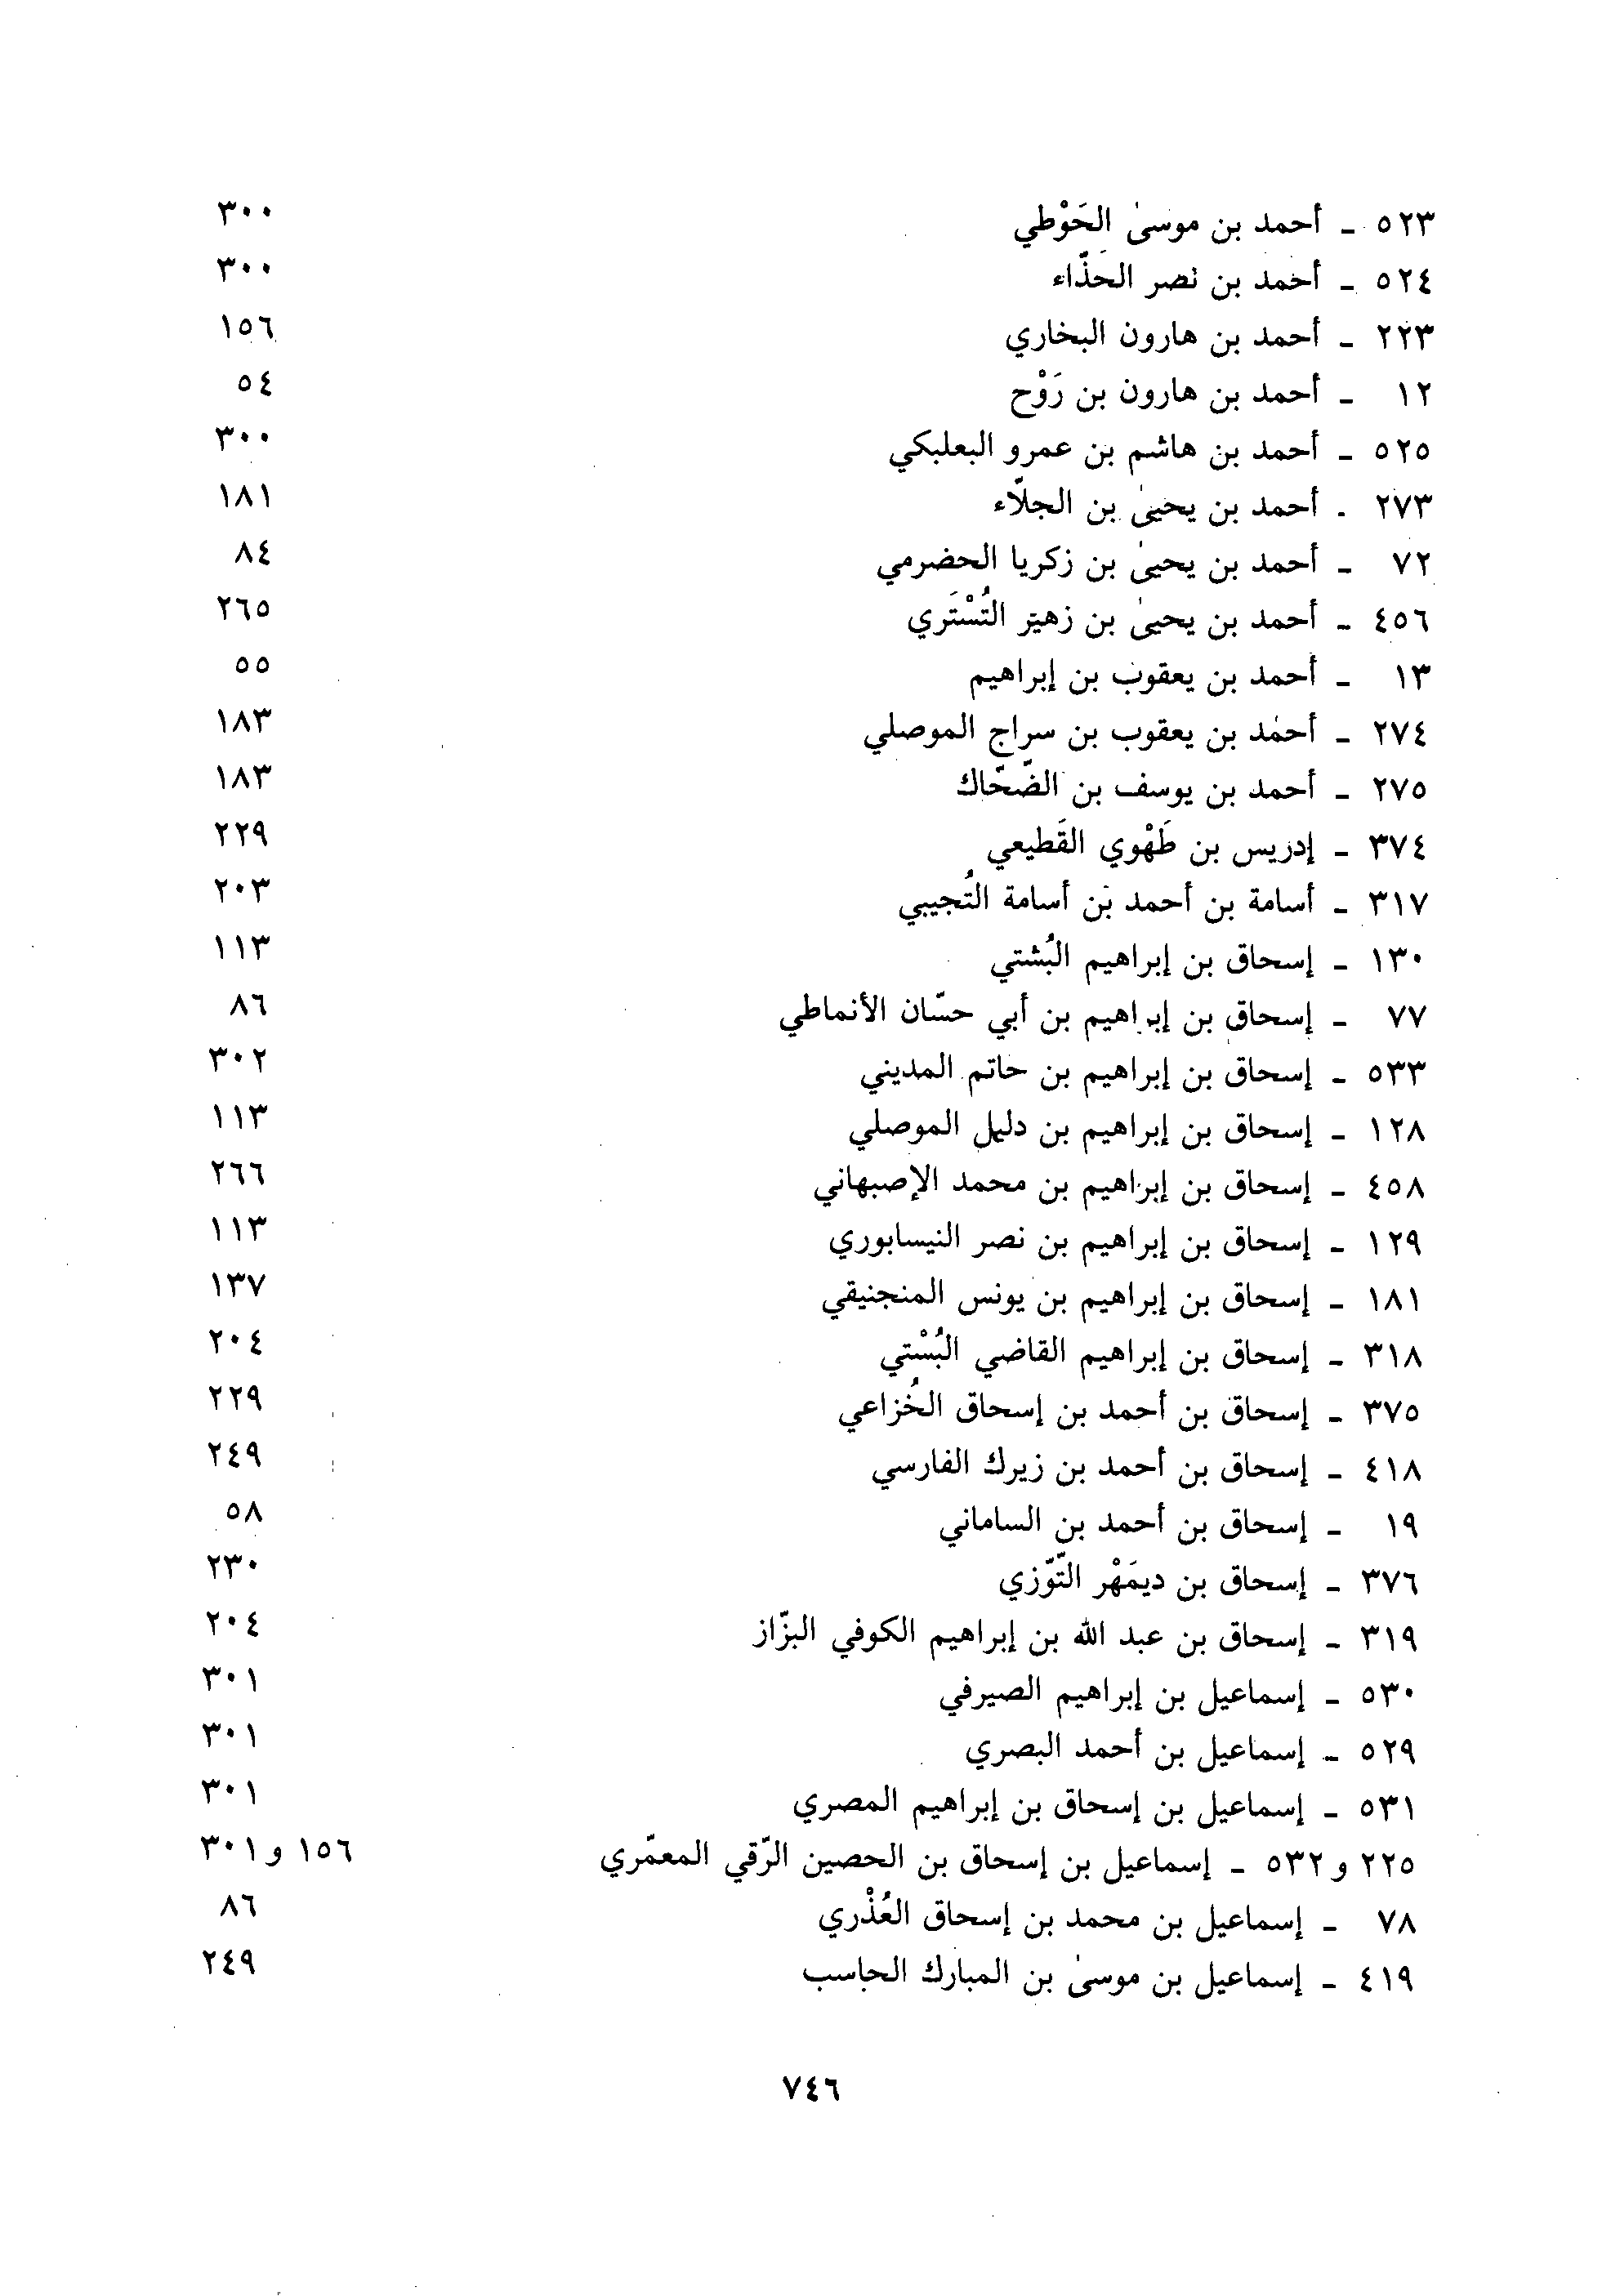 ٥٢٣ - أحمد بن موسىٰ الحَوْطي ٣٠٠
٥٢٤ - أحمد بن نصر الحَذّاء ٣٠٠
٢٢٣ - أحمد بن هارون البخاري ١٥٦
١٢ - أحمد بن هارون بن رَوْح ٥٤
٥٢٥ - أحمد بن هاشم بن عمرو البعلبكي ٣٠٠
٢٧٣ - أحمد بن يحيىٰ بن الجلّاء ١٨١
٧٢ - أحمد بن يحيىٰ بن زكريا الحضرمي ٨٤
٤٥٦ - أحمد بن يحيىٰ بن زهير التُسْتَري ٢٦٥
١٣ - أحمد بن يعقوب بن إبراهيم ٥٥
٢٧٤ - أحمد بن يعقوب بن سراج الموصلي ١٨٣
٢٧٥ - أحمد بن يوسف بن الضّحّاك ١٨٣
٣٧٤ - إدريس بن طَهْوي القَطيعي ٢٢٩
٣١٧ - أسامة بن أحمد بن أسامة التُجيبي ٢٠٣
١٣٠ - إسحاق بن إبراهيم البُشتي ١١٣
٧٧ - إسحاق بن إبراهيم بن أبي حسّان الأنماطي ٨٦
٥٣٣ - إسحاق بن إبراهيم بن حاتم المديني ٣٠٢
١٢٨ - إسحاق بن إبراهيم بن دليل الموصلي ١١٣
٤٥٨ - إسحاق بن إبراهيم بن محمد الإصبهاني ٢٦٦
١٢٩ - إسحاق بن إبراهيم بن نصر النيسابوري ١١٣
١٨١ - إسحاق بن إبراهيم بن يونس المنجنيقي ١٣٧
٣١٨ - إسحاق بن إبراهيم القاضي البُسْتي ٢٠٤
٣٧٥ - إسحاق بن أحمد بن إسحاق الخُزاعي ٢٢٩
٤١٨ - إسحاق بن أحمد بن زيرك الفارسي ٢٤٩
١٩ - إسحاق بن أحمد بن الساماني ٥٨
٣٧٦ - إسحاق بن ديمَهْر التّوّزي ٢٣٠
٣١٩ - إسحاق بن عبد الله بن إبراهيم الكوفي البزّاز ٢٠٤
٥٣٠ - إسماعيل بن إبراهيم الصيرفي ٣٠١
٥٢٩ - إسماعيل بن أحمد البصري ٣٠١
٥٣١ - إسماعيل بن إسحاق بن إبراهيم المصري ٣٠١
٢٢٥ و ٥٣٢ - إسماعيل بن إسحاق بن الحصين الرّقي المعمّري ١٥٦ و ٣٠١
٧٨ - إسماعيل بن محمد بن إسحاق العُذْري ٨٦
٤١٩ - إسماعيل بن موسىٰ بن المبارك الحاسب ٢٤٩
٧٤٦